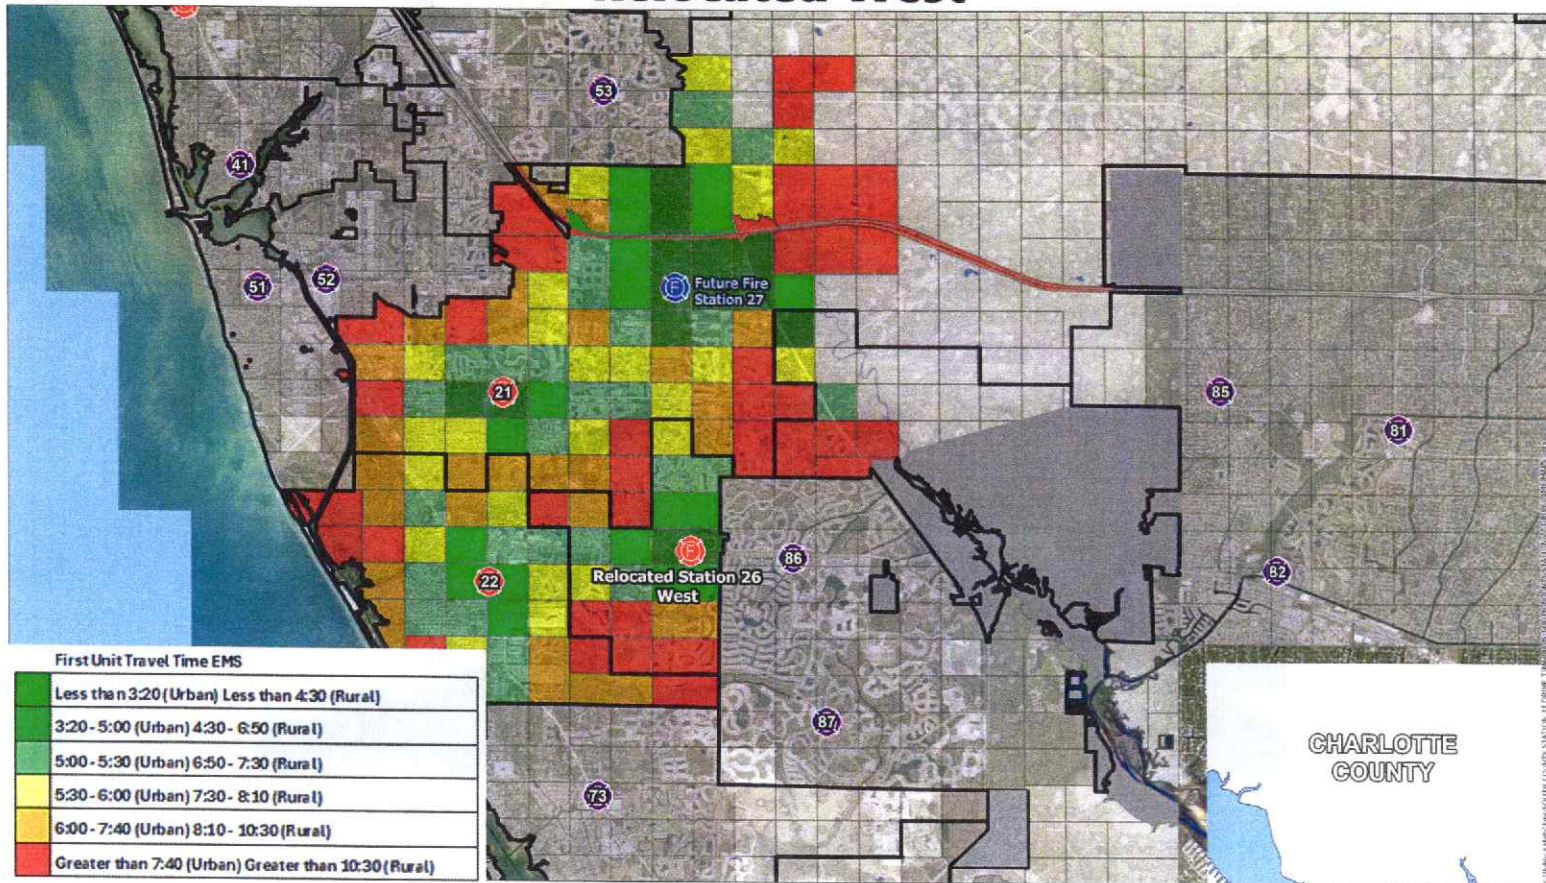 Relocated West
53
41
51
52
Future Fire
Station 27
21
85
81
Relocated Station 26
West
86
22
82
87
73
First Unit Travel Time EMS
Less than 3:20 (Urban) Less than 4:30 (Rural)
3:20 - 5:00 (Urban) 4:30 - 6:50 (Rural)
5:00 - 5:30 (Urban) 6:50 - 7:30 (Rural)
5:30 - 6:00 (Urban) 7:30 - 8:10 (Rural)
6:00 - 7:40 (Urban) 8:10 - 10:30 (Rural)
Greater than 7:40 (Urban) Greater than 10:30 (Rural)
CHARLOTTE
COUNTY